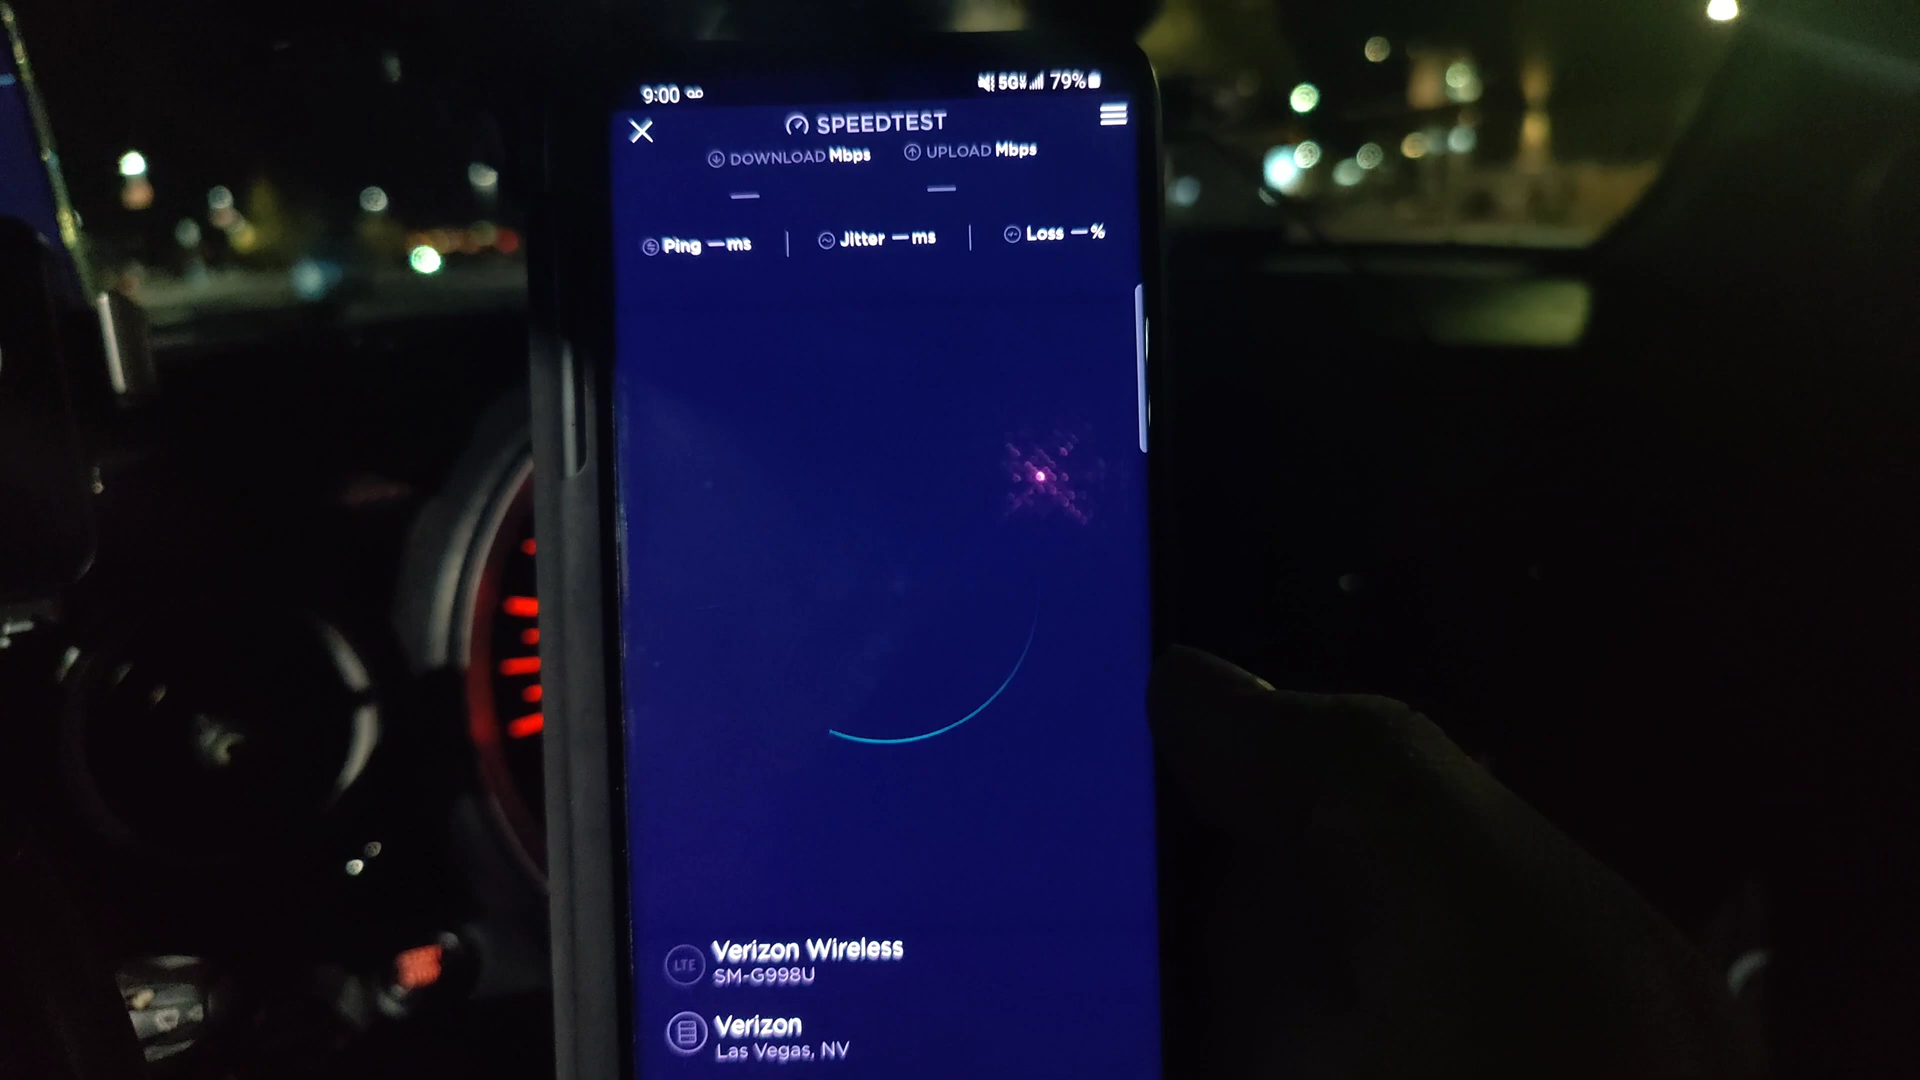 9:00 5G 79%
SPEEDTEST
DOWNLOAD Mbps UPLOAD Mbps
— —
Ping — ms | Jitter — ms | Loss — %
LTE Verizon Wireless
SM-G998U
Verizon
Las Vegas, NV